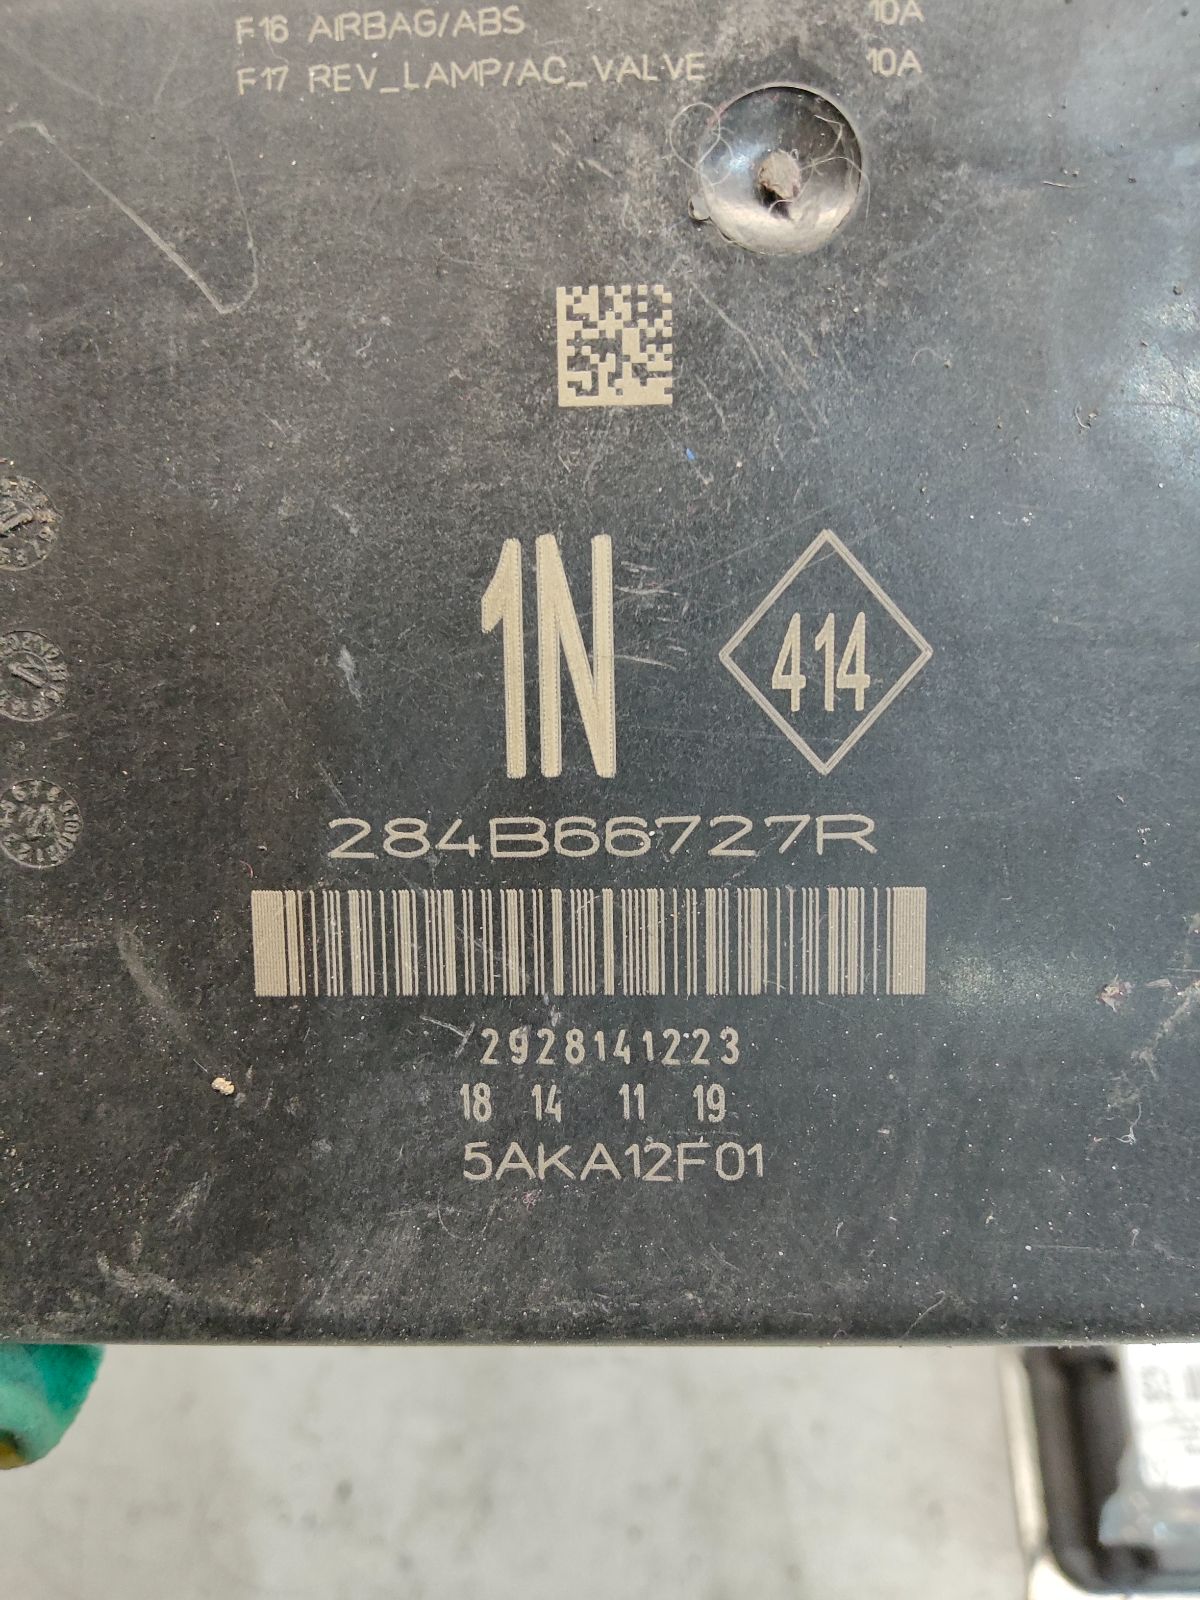 F16 AIRBAG/ABS 10A
F17 REV_LAMP/AC_VALVE 10A
1N
414
284B66727R
2928141223
18 14 11 19
5AKA12F01